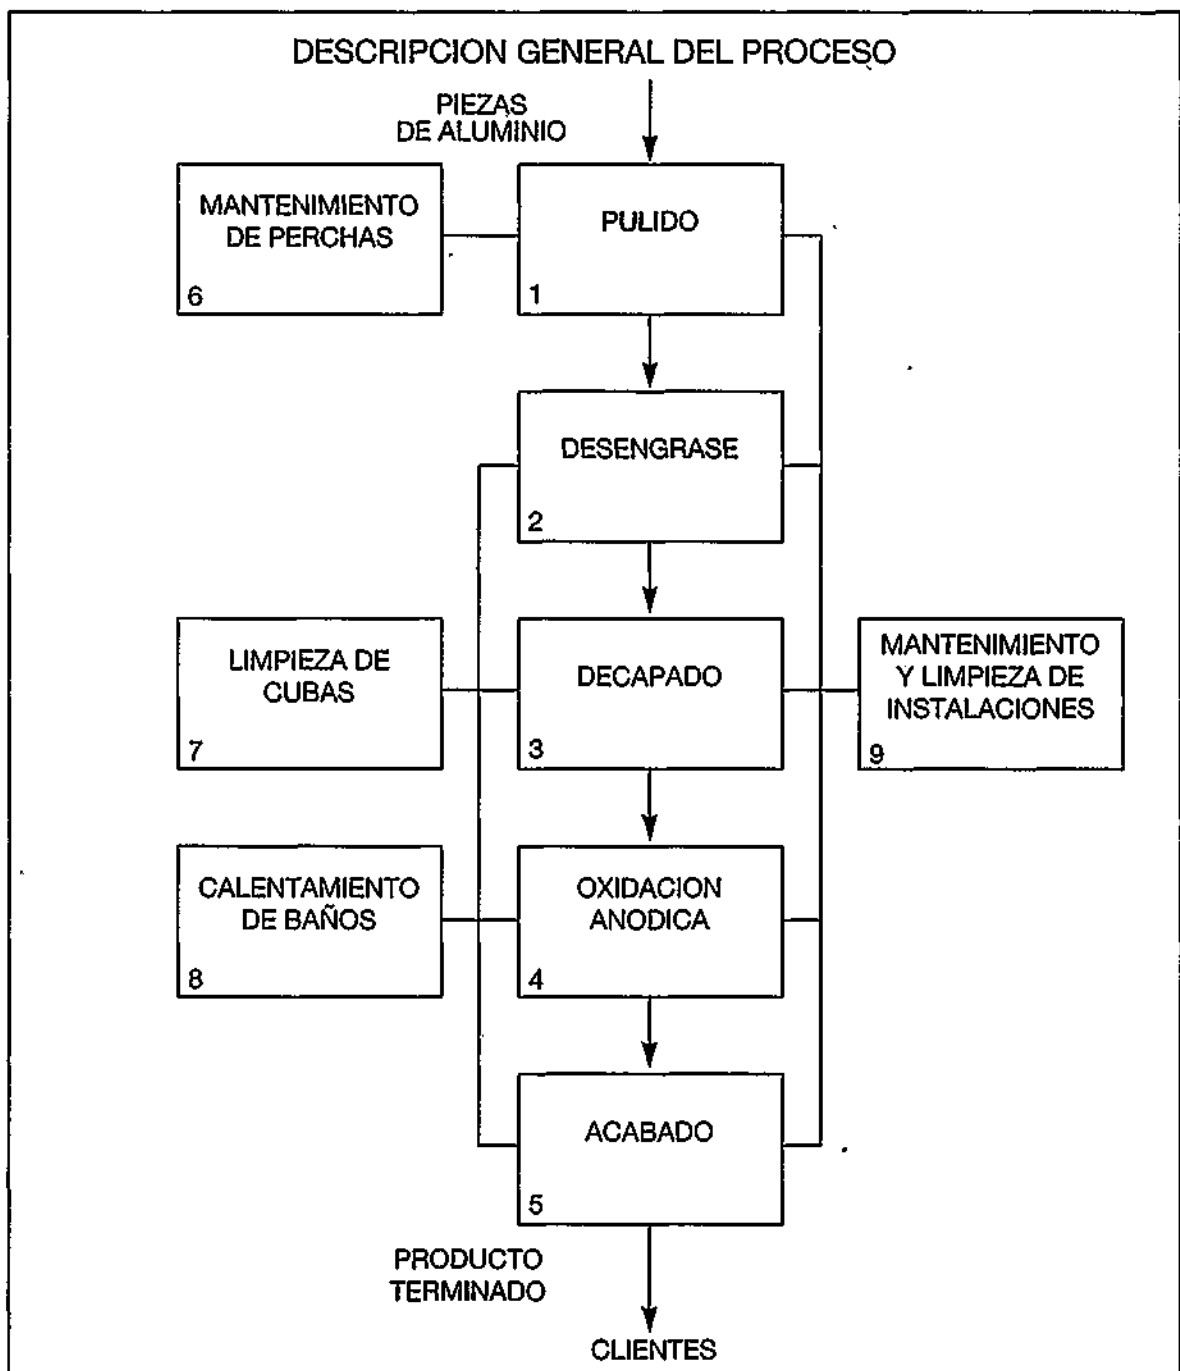 DESCRIPCION GENERAL DEL PROCESO
PIEZAS
DE ALUMINIO
MANTENIMIENTO
DE PERCHAS
6
PULIDO
1
DESENGRASE
2
LIMPIEZA DE
CUBAS
7
DECAPADO
3
MANTENIMIENTO
Y LIMPIEZA DE
INSTALACIONES
9
CALENTAMIENTO
DE BAÑOS
8
OXIDACION
ANODICA
4
ACABADO
5
PRODUCTO
TERMINADO
CLIENTES